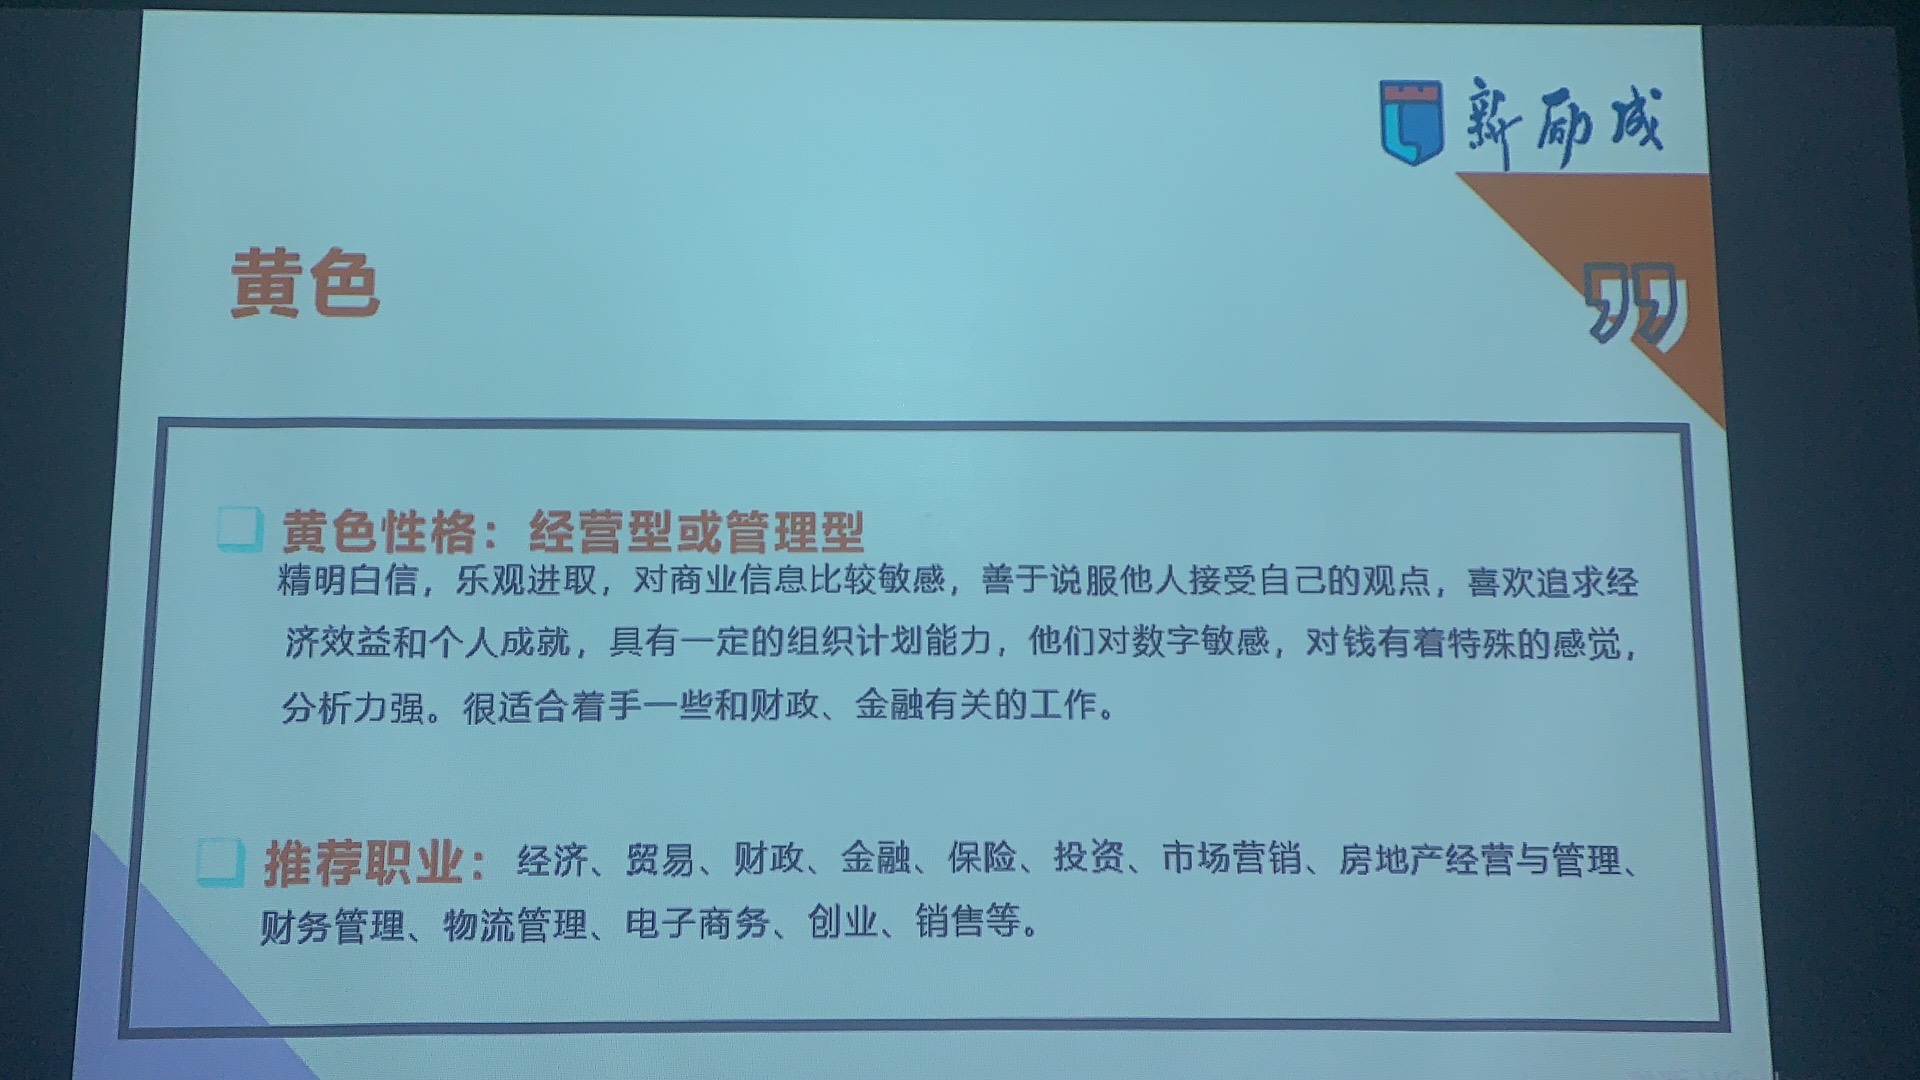 新励成
黄色
黄色性格：经营型或管理型
精明自信，乐观进取，对商业信息比较敏感，善于说服他人接受自己的观点，喜欢追求经
济效益和个人成就，具有一定的组织计划能力，他们对数字敏感，对钱有着特殊的感觉，
分析力强。很适合着手一些和财政、金融有关的工作。
推荐职业：经济、贸易、财政、金融、保险、投资、市场营销、房地产经营与管理、
财务管理、物流管理、电子商务、创业、销售等。